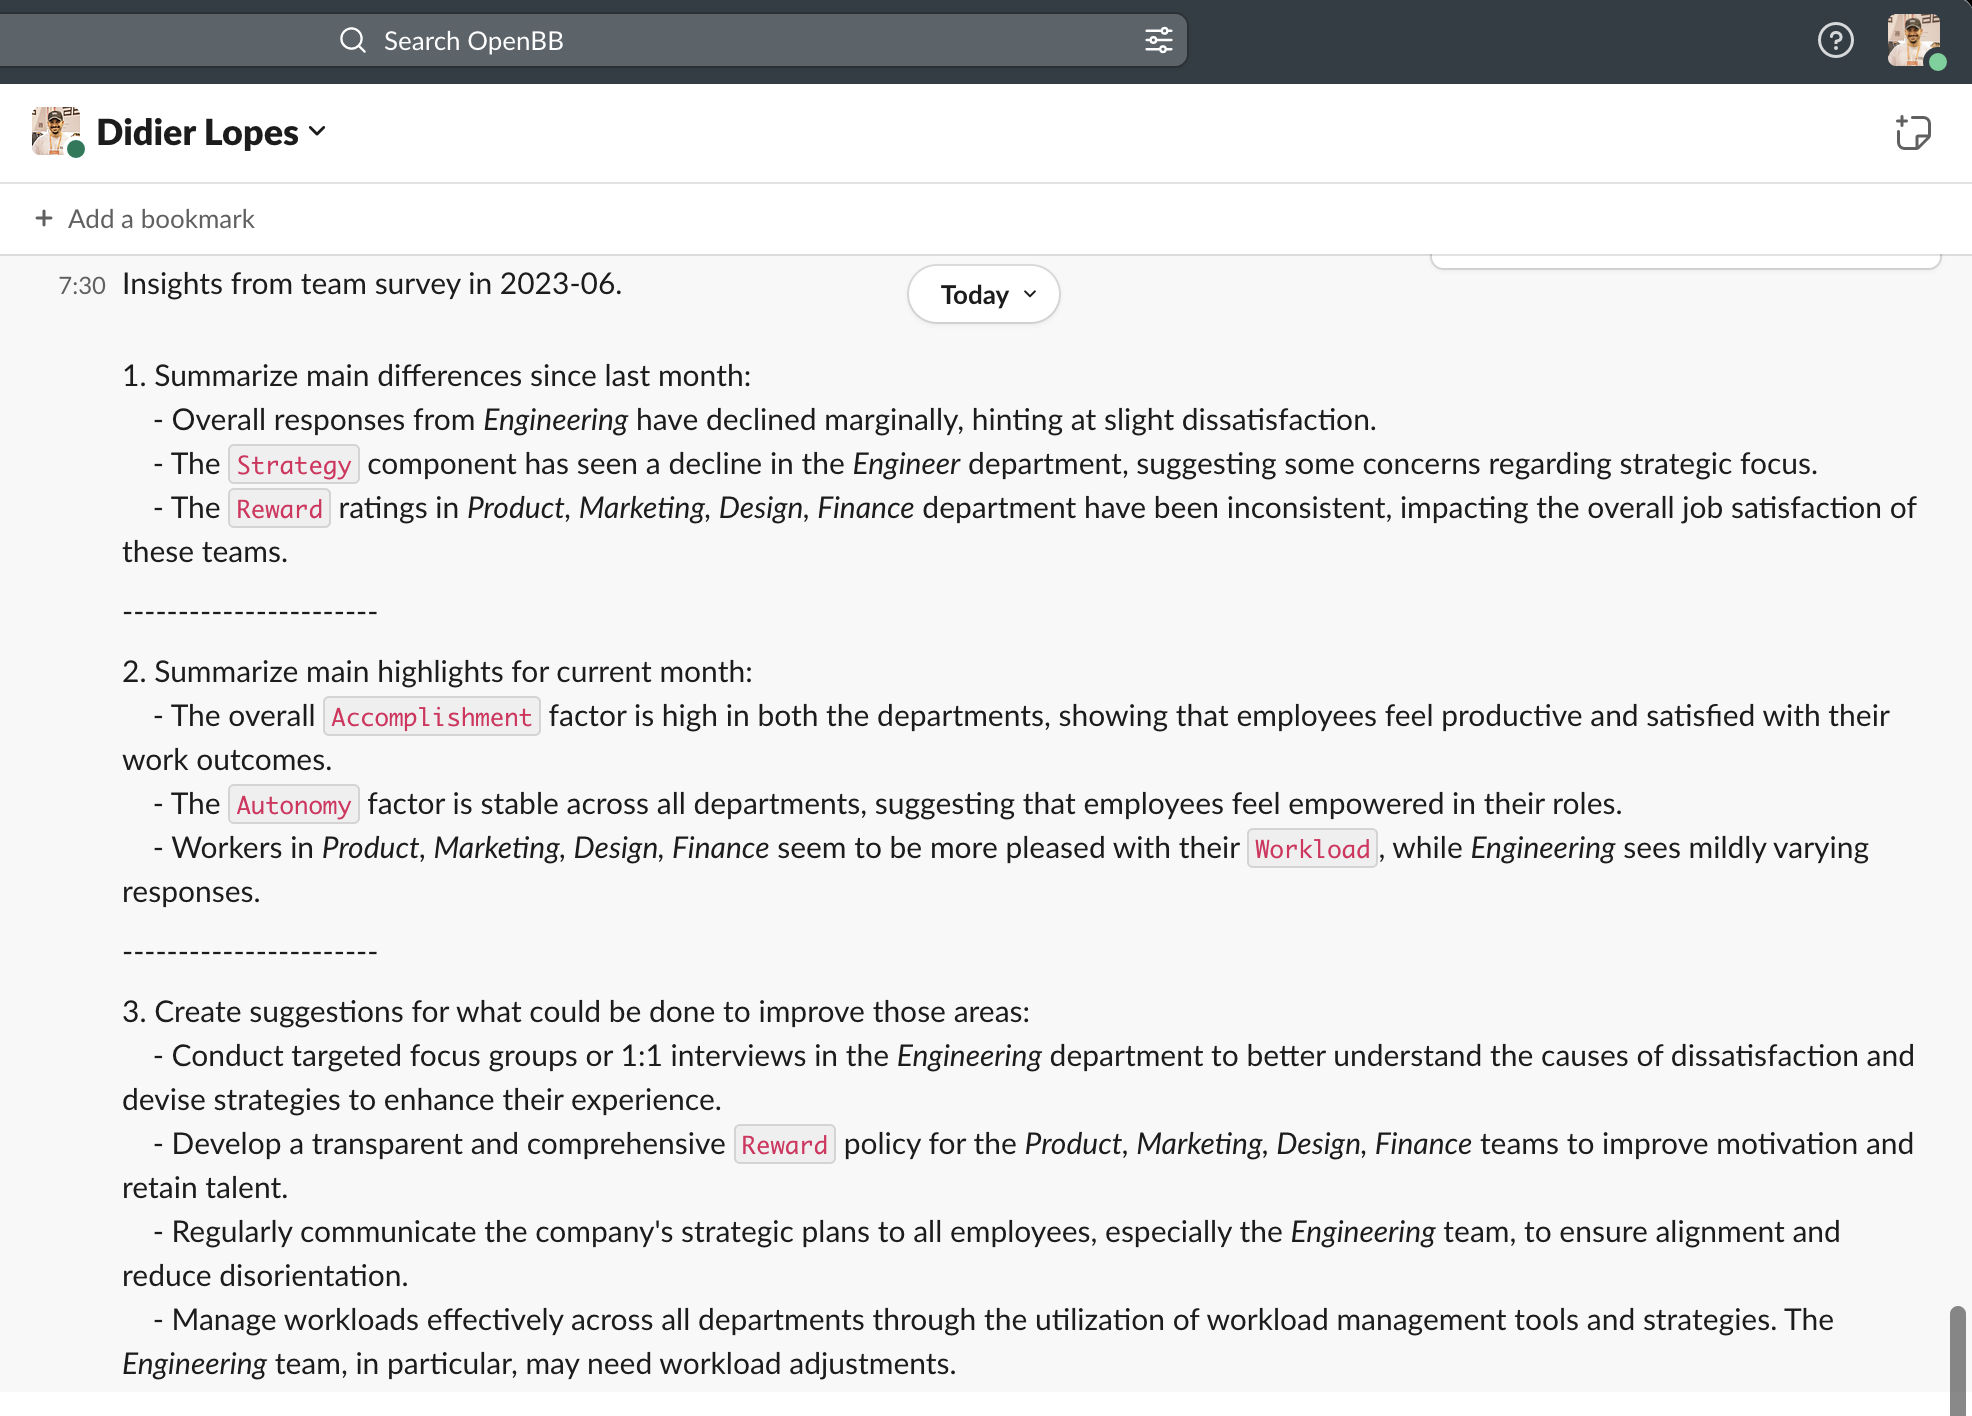 Search OpenBB
Didier Lopes
+ Add a bookmark
7:30 Insights from team survey in 2023-06.
Today
1. Summarize main differences since last month:
- Overall responses from Engineering have declined marginally, hinting at slight dissatisfaction.
- The Strategy component has seen a decline in the Engineer department, suggesting some concerns regarding strategic focus.
- The Reward ratings in Product, Marketing, Design, Finance department have been inconsistent, impacting the overall job satisfaction of
these teams.
-----------------------
2. Summarize main highlights for current month:
- The overall Accomplishment factor is high in both the departments, showing that employees feel productive and satisfied with their
work outcomes.
- The Autonomy factor is stable across all departments, suggesting that employees feel empowered in their roles.
- Workers in Product, Marketing, Design, Finance seem to be more pleased with their Workload, while Engineering sees mildly varying
responses.
-----------------------
3. Create suggestions for what could be done to improve those areas:
- Conduct targeted focus groups or 1:1 interviews in the Engineering department to better understand the causes of dissatisfaction and
devise strategies to enhance their experience.
- Develop a transparent and comprehensive Reward policy for the Product, Marketing, Design, Finance teams to improve motivation and
retain talent.
- Regularly communicate the company's strategic plans to all employees, especially the Engineering team, to ensure alignment and
reduce disorientation.
- Manage workloads effectively across all departments through the utilization of workload management tools and strategies. The
Engineering team, in particular, may need workload adjustments.